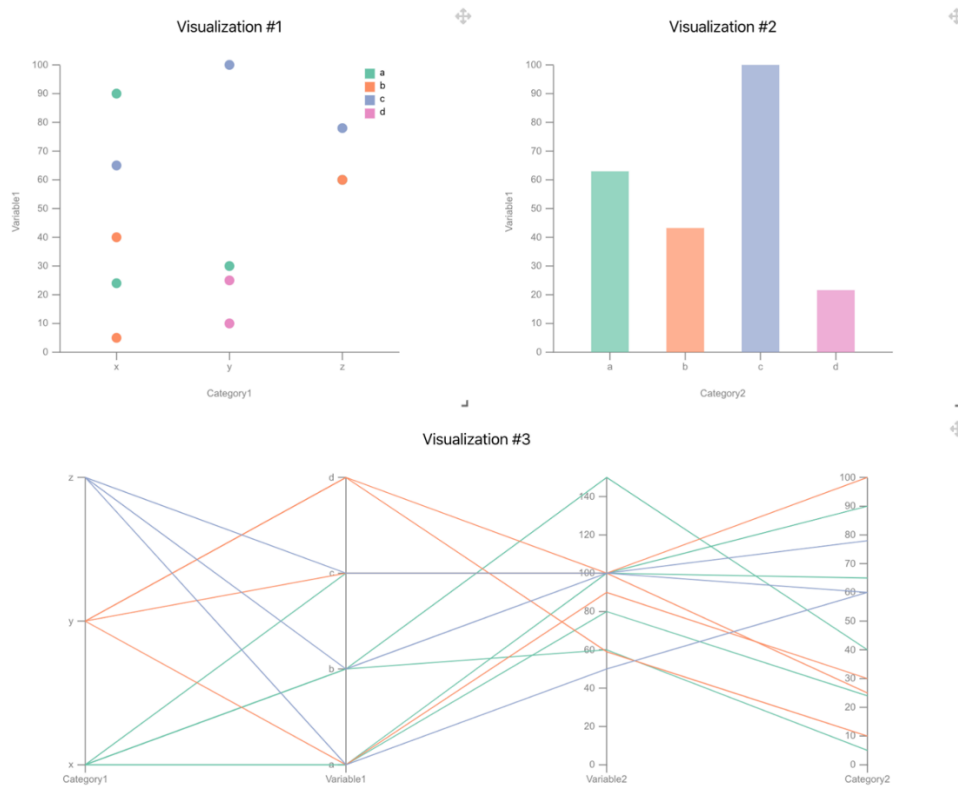 Visualization #1
100
90
80
70
60
50
40
30
20
10
0
Variable1
x
y
z
Category1
a
b
c
d
Visualization #2
100
90
80
70
60
50
40
30
20
10
0
Variable1
a
b
c
d
Category2
Visualization #3
z
y
x
Category1
d
c
b
a
Variable1
140
120
100
80
60
40
20
0
Variable2
100
90
80
70
60
50
40
30
20
10
0
Category2